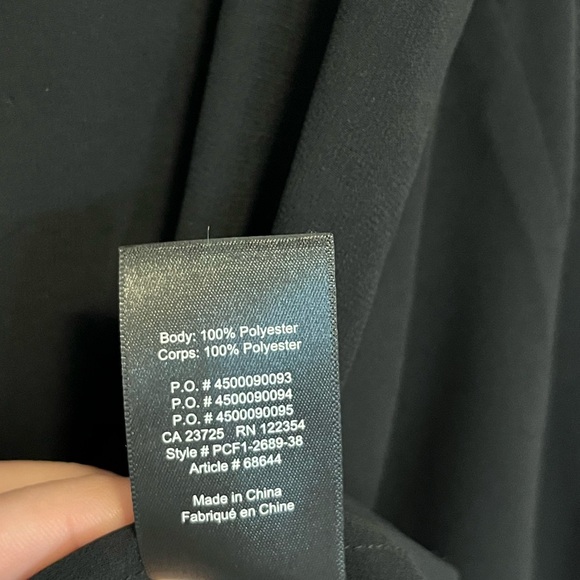 Body: 100% Polyester
Corps: 100% Polyester
P.O. # 4500090093
P.O. # 4500090094
P.O. # 4500090095
CA 23725 RN 122354
Style # PCF1-2689-38
Article # 68644
Made in China
Fabriqué en Chine